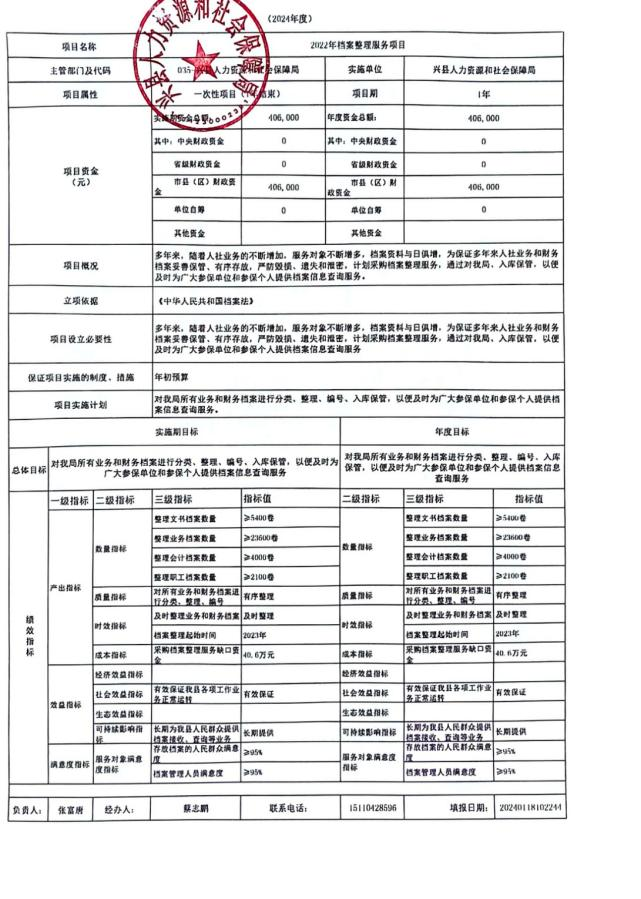 （2024年度）
项目名称 2022年档案整理服务项目
主管部门及代码 035-兴县人力资源和社会保障局 实施单位 兴县人力资源和社会保障局
项目属性 一次性项目 项目期 1年
项目资金（元） 实施期资金总额： 406,000 年度资金总额： 406,000
其中：中央财政资金 0 其中：中央财政资金 0
省级财政资金 0 省级财政资金 0
市县（区）财政资金 406,000 市县（区）财政资金 406,000
单位自筹 0 单位自筹 0
其他资金 其他资金
项目概况 多年来，随着人社业务的不断增加，服务对象不断增多，档案资料与日俱增，为保证多年来人社业务和财务
档案妥善保管、有序存放，严防毁损、遗失和泄密，计划采购档案整理服务，通过对我局、入库保管，以便
及时为广大参保单位和参保个人提供档案信息查询服务。
立项依据 《中华人民共和国档案法》
项目设立必要性 多年来，随着人社业务的不断增加，服务对象不断增多，档案资料与日俱增，为保证多年来人社业务和财务
档案妥善保管、有序存放，严防毁损、遗失和泄密，计划采购档案整理服务，通过对我局、入库保管，以便
及时为广大参保单位和参保个人提供档案信息查询服务
保证项目实施的制度、措施 年初预算
项目实施计划 对我局所有业务和财务档案进行分类、整理、编号、入库保管，以便及时为广大参保单位和参保个人提供档
案信息查询服务。
实施期目标 年度目标
总体目标 对我局所有业务和财务档案进行分类、整理、编号、入库保管，以便及时为广大参保单位和参保个人提供档案信息查询服务 对我局所有业务和财务档案进行分类、整理、编号、入库保管，以便及时为广大参保单位和参保个人提供档案信息查询服务
绩效指标 一级指标 二级指标 三级指标 指标值 二级指标 三级指标 指标值
产出指标 数量指标 整理文书档案数量 ≥5400卷 数量指标 整理文书档案数量 ≥5400卷
整理业务档案数量 ≥23600卷 整理业务档案数量 ≥23600卷
整理会计档案数量 ≥4000卷 整理会计档案数量 ≥4000卷
整理职工档案数量 ≥2100卷 整理职工档案数量 ≥2100卷
质量指标 对所有业务和财务档案进行分类、整理、编号 有序整理 质量指标 对所有业务和财务档案进行分类、整理、编号 有序整理
时效指标 及时整理业务和财务档案 及时整理 时效指标 及时整理业务和财务档案 及时整理
档案整理起始时间 2023年 档案整理起始时间 2023年
成本指标 采购档案整理服务缺口资金 40.6万元 成本指标 采购档案整理服务缺口资金 40.6万元
效益指标 经济效益指标 经济效益指标
社会效益指标 有效保证我县各项工作业务正常运转 有效保证 社会效益指标 有效保证我县各项工作业务正常运转 有效保证
生态效益指标 生态效益指标
可持续影响指标 长期为我县人民群众提供档案接收、查询等业务 长期提供 可持续影响指标 长期为我县人民群众提供档案接收、查询等业务 长期提供
满意度指标 服务对象满意度指标 存放档案的人民群众满意度 ≥95% 服务对象满意度指标 存放档案的人民群众满意度 ≥95%
档案管理人员满意度 ≥95% 档案管理人员满意度 ≥95%
负责人： 张富唐 经办人： 蔡志鹏 联系电话： 15110428596 填报日期： 20240118102244
兴县人力资源和社会保障局